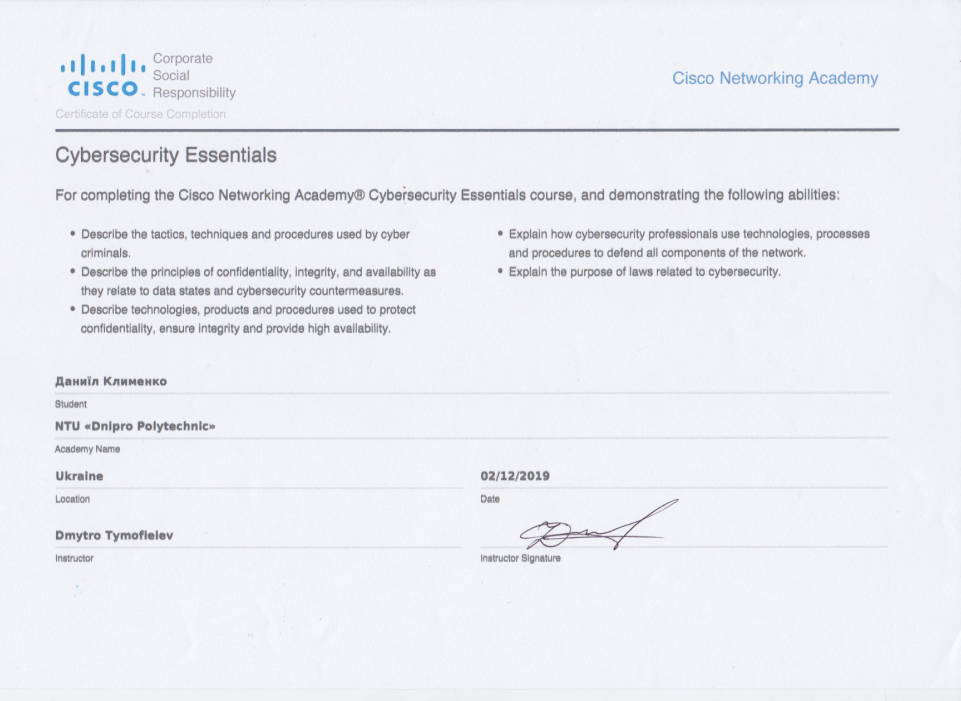 CISCO
Corporate
Social
Responsibility
Cisco Networking Academy
Certificate of Course Completion
Cybersecurity Essentials
For completing the Cisco Networking Academy® Cybersecurity Essentials course, and demonstrating the following abilities:
• Describe the tactics, techniques and procedures used by cyber
criminals.
• Describe the principles of confidentiality, integrity, and availability as
they relate to data states and cybersecurity countermeasures.
• Describe technologies, products and procedures used to protect
confidentiality, ensure integrity and provide high availability.
• Explain how cybersecurity professionals use technologies, processes
and procedures to defend all components of the network.
• Explain the purpose of laws related to cybersecurity.
Даниїл Клименко
Student
NTU «Dnipro Polytechnic»
Academy Name
Ukraine
Location
02/12/2019
Date
Dmytro Tymofieiev
Instructor
Instructor Signature